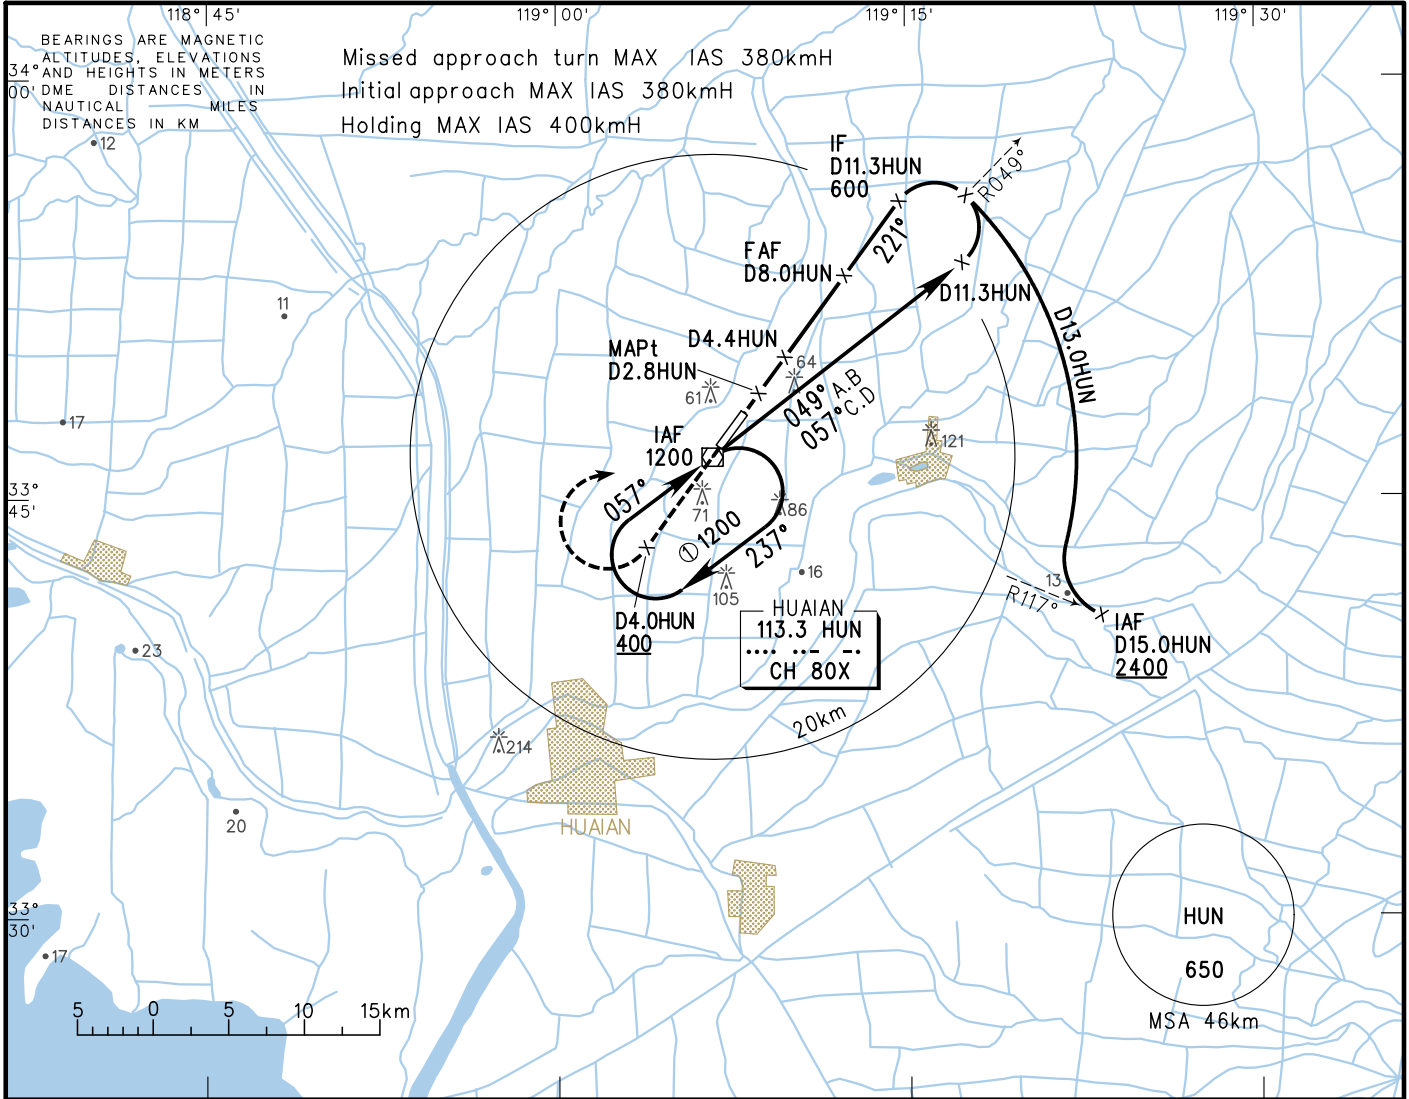 118°45'
119°00'
119°15'
119°30'
BEARINGS ARE MAGNETIC
ALTITUDES, ELEVATIONS
AND HEIGHTS IN METERS
DME DISTANCES IN
NAUTICAL MILES
DISTANCES IN KM
34°
00'
Missed approach turn MAX IAS 380kmH
Initial approach MAX IAS 380kmH
Holding MAX IAS 400kmH
12
IF
D11.3HUN
600
R049°
221°
FAF
D8.0HUN
D11.3HUN
11
D13.0HUN
D4.4HUN
MAPt
D2.8HUN
64
61
049° A.B
057° C.D
17
IAF
1200
121
33°
45'
057°
71
86
① 1200
237°
105
16
13
R117°
HUAIAN
113.3 HUN
.... ..- -.
CH 80X
D4.0HUN
400
IAF
D15.0HUN
2400
23
20km
214
HUAIAN
20
33°
30'
HUN
650
MSA 46km
17
5 0 5 10 15km